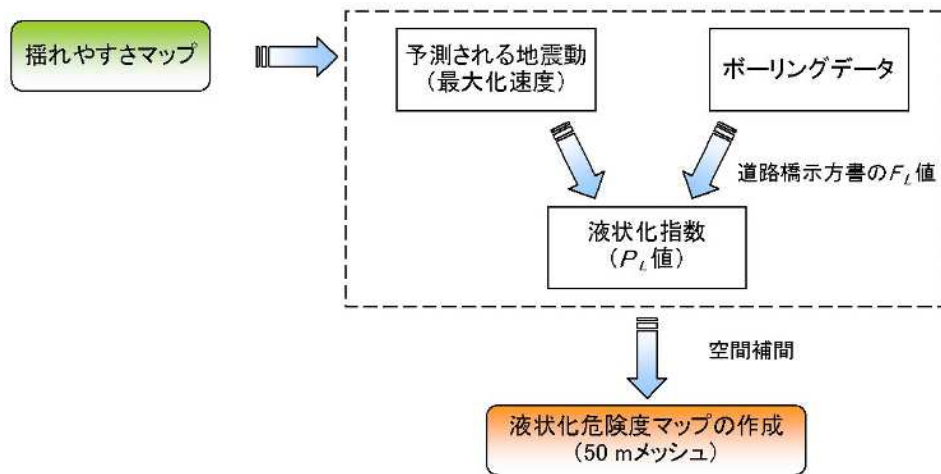 揺れやすさマップ
予測される地震動
(最大化速度)
ボーリングデータ
道路橋示方書のFL値
液状化指数
(PL値)
空間補間
液状化危険度マップの作成
(50 mメッシュ)